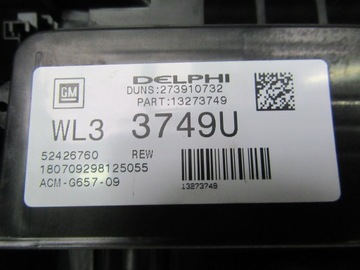 DELPHI
GM
DUNS:273910732
PART:13273749
WL3 3749U
52426760 REW
180709298125055
ACM-G657-09
13273749